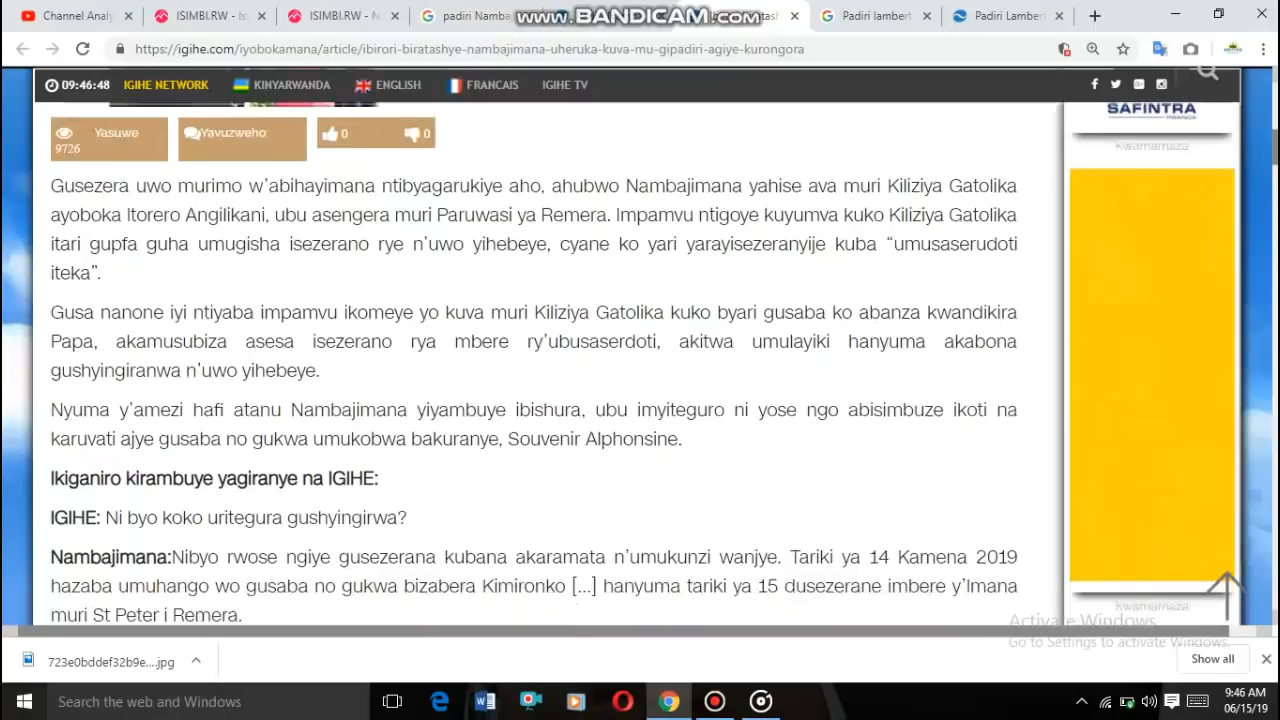 Channel Analy
ISIMBI.RW - Is
ISIMBI.RW - N
padiri Namba
www.BANDICAM.com
Padiri lambert
Padiri Lamberi
https://igihe.com/iyobokamana/article/ibirori-biratashye-nambajimana-uheruka-kuva-mu-gipadiri-agiye-kurongora
09:46:48 IGIHE NETWORK KINYARWANDA ENGLISH FRANCAIS IGIHE TV
SAFINTRA
Kwamamaza
Yasuwe
9726
Yavuzweho:
0 0
Gusezera uwo murimo w’abihayimana ntibyagarukiye aho, ahubwo Nambajimana yahise ava muri Kiliziya Gatolika
ayoboka Itorero Angilikani, ubu asengera muri Paruwasi ya Remera. Impamvu ntigoye kuyumva kuko Kiliziya Gatolika
itari gupfa guha umugisha isezerano rye n’uwo yihebeye, cyane ko yari yarayisezeranyije kuba “umusaserudoti
iteka”.
Gusa nanone iyi ntiyaba impamvu ikomeye yo kuva muri Kiliziya Gatolika kuko byari gusaba ko abanza kwandikira
Papa, akamusubiza asesa isezerano rya mbere ry’ubusaserdoti, akitwa umulayiki hanyuma akabona
gushyingiranwa n’uwo yihebeye.
Nyuma y’amezi hafi atanu Nambajimana yiyambuye ibishura, ubu imyiteguro ni yose ngo abisimbuze ikoti na
karuvati ajye gusaba no gukwa umukobwa bakuranye, Souvenir Alphonsine.
Ikiganiro kirambuye yagiranye na IGIHE:
IGIHE: Ni byo koko uritegura gushyingirwa?
Nambajimana:Nibyo rwose ngiye gusezerana kubana akaramata n’umukunzi wanjye. Tariki ya 14 Kamena 2019
hazaba umuhango wo gusaba no gukwa bizabera Kimironko [...] hanyuma tariki ya 15 dusezerane imbere y’Imana
muri St Peter i Remera.
Kwamamaza
Activate Windows
Go to Settings to activate Windows.
723e0bddef32b9e....jpg
Show all
Search the web and Windows
9:46 AM
06/15/19